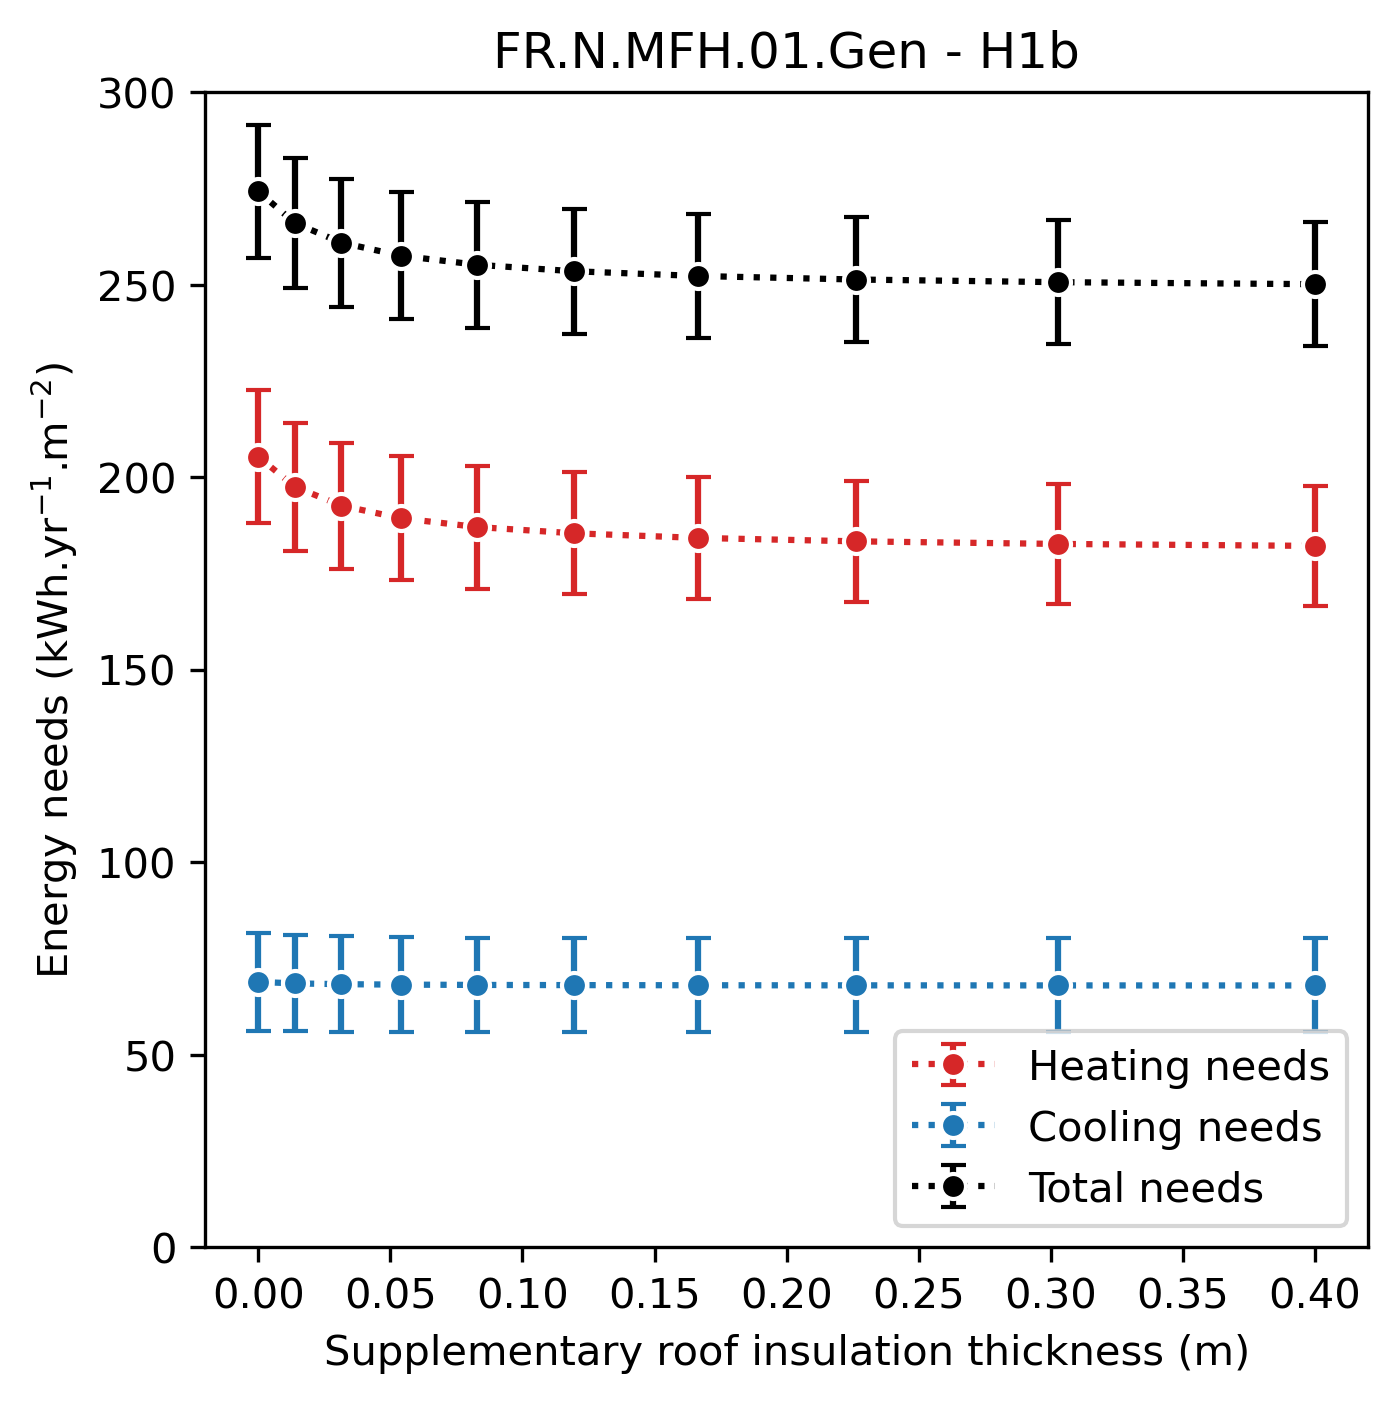 FR.N.MFH.01.Gen - H1b
Energy needs (kWh.yr⁻¹.m⁻²)
300
250
200
150
100
50
0
Heating needs
Cooling needs
Total needs
0.00 0.05 0.10 0.15 0.20 0.25 0.30 0.35 0.40
Supplementary roof insulation thickness (m)